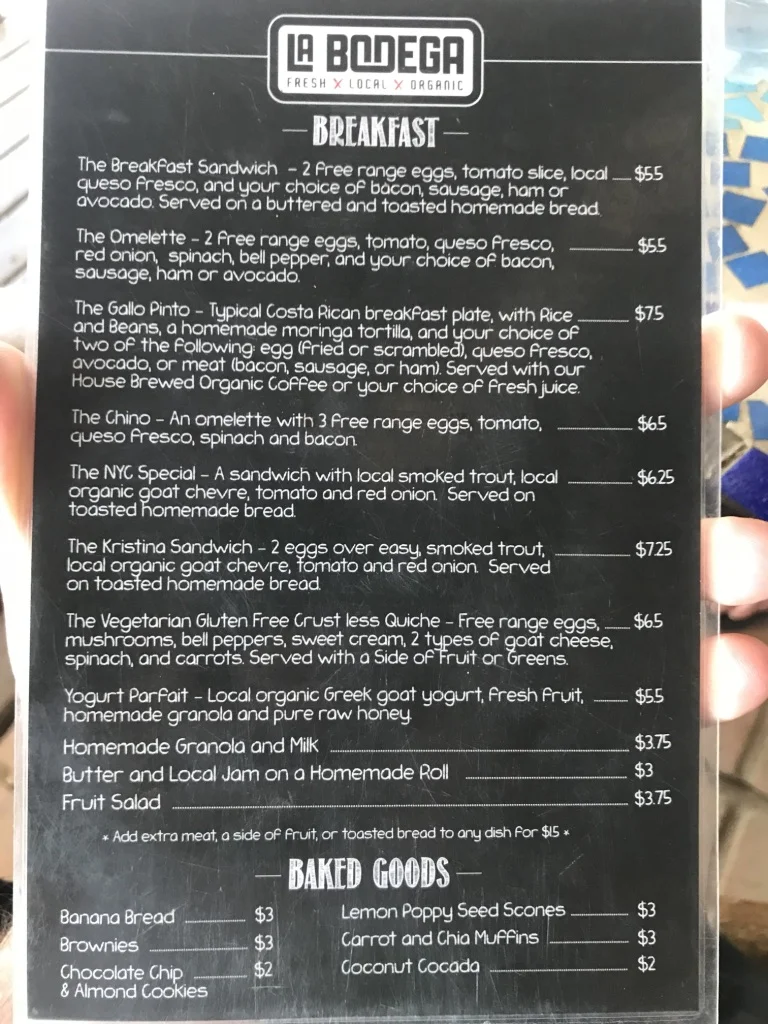 LA BODEGA
FRESH X LOCAL X ORGANIC
BREAKFAST
The Breakfast Sandwich - 2 free range eggs, tomato slice, local $5.5
queso fresco, and your choice of bacon, sausage, ham or
avocado. Served on a buttered and toasted homemade bread.
The Omelette - 2 free range eggs, tomato, queso fresco, $5.5
red onion, spinach, bell pepper, and your choice of bacon,
sausage, ham or avocado.
The Gallo Pinto - Typical Costa Rican breakfast plate, with Rice $7.5
and Beans, a homemade moringa tortilla, and your choice of
two of the following: egg (fried or scrambled), queso fresco,
avocado, or meat (bacon, sausage, or ham). Served with our
House Brewed Organic Coffee or your choice of fresh juice.
The Chino - An omelette with 3 free range eggs, tomato, $6.5
queso fresco, spinach and bacon.
The NYC Special - A sandwich with local smoked trout, local $6.25
organic goat chevre, tomato and red onion. Served on
toasted homemade bread.
The Kristina Sandwich - 2 eggs over easy, smoked trout, $7.25
local organic goat chevre, tomato and red onion. Served
on toasted homemade bread.
The Vegetarian Gluten Free Crust less Quiche - Free range eggs, $6.5
mushrooms, bell peppers, sweet cream, 2 types of goat cheese,
spinach, and carrots. Served with a Side of Fruit or Greens.
Yogurt Parfait - Local organic Greek goat yogurt, fresh fruit, $5.5
homemade granola and pure raw honey.
Homemade Granola and Milk $3.75
Butter and Local Jam on a Homemade Roll $3
Fruit Salad $3.75
* Add extra meat, a side of fruit, or toasted bread to any dish for $1.5 *
BAKED GOODS
Banana Bread $3
Brownies $3
Chocolate Chip $2
& Almond Cookies
Lemon Poppy Seed Scones $3
Carrot and Chia Muffins $3
Coconut Cocada $2